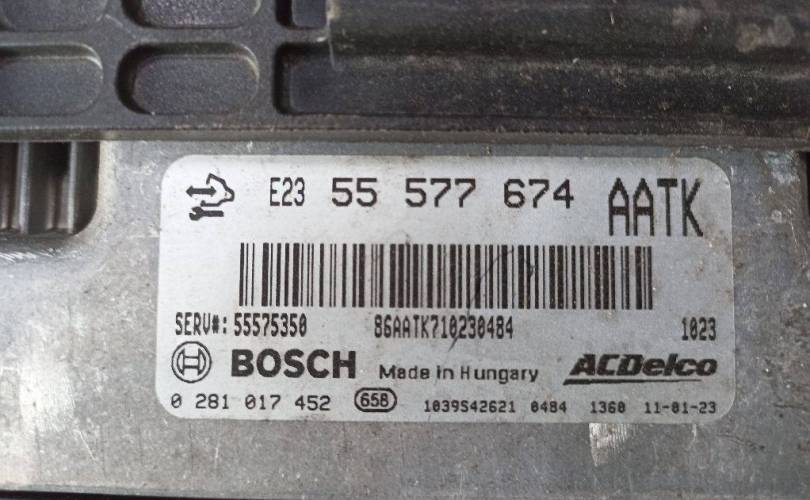 E23 55 577 674 AATK
SERV#: 55575350 86AATK710230484 1023
BOSCH Made in Hungary ACDelco
0 281 017 452 658 1039S42621 0484 1360 11-01-23